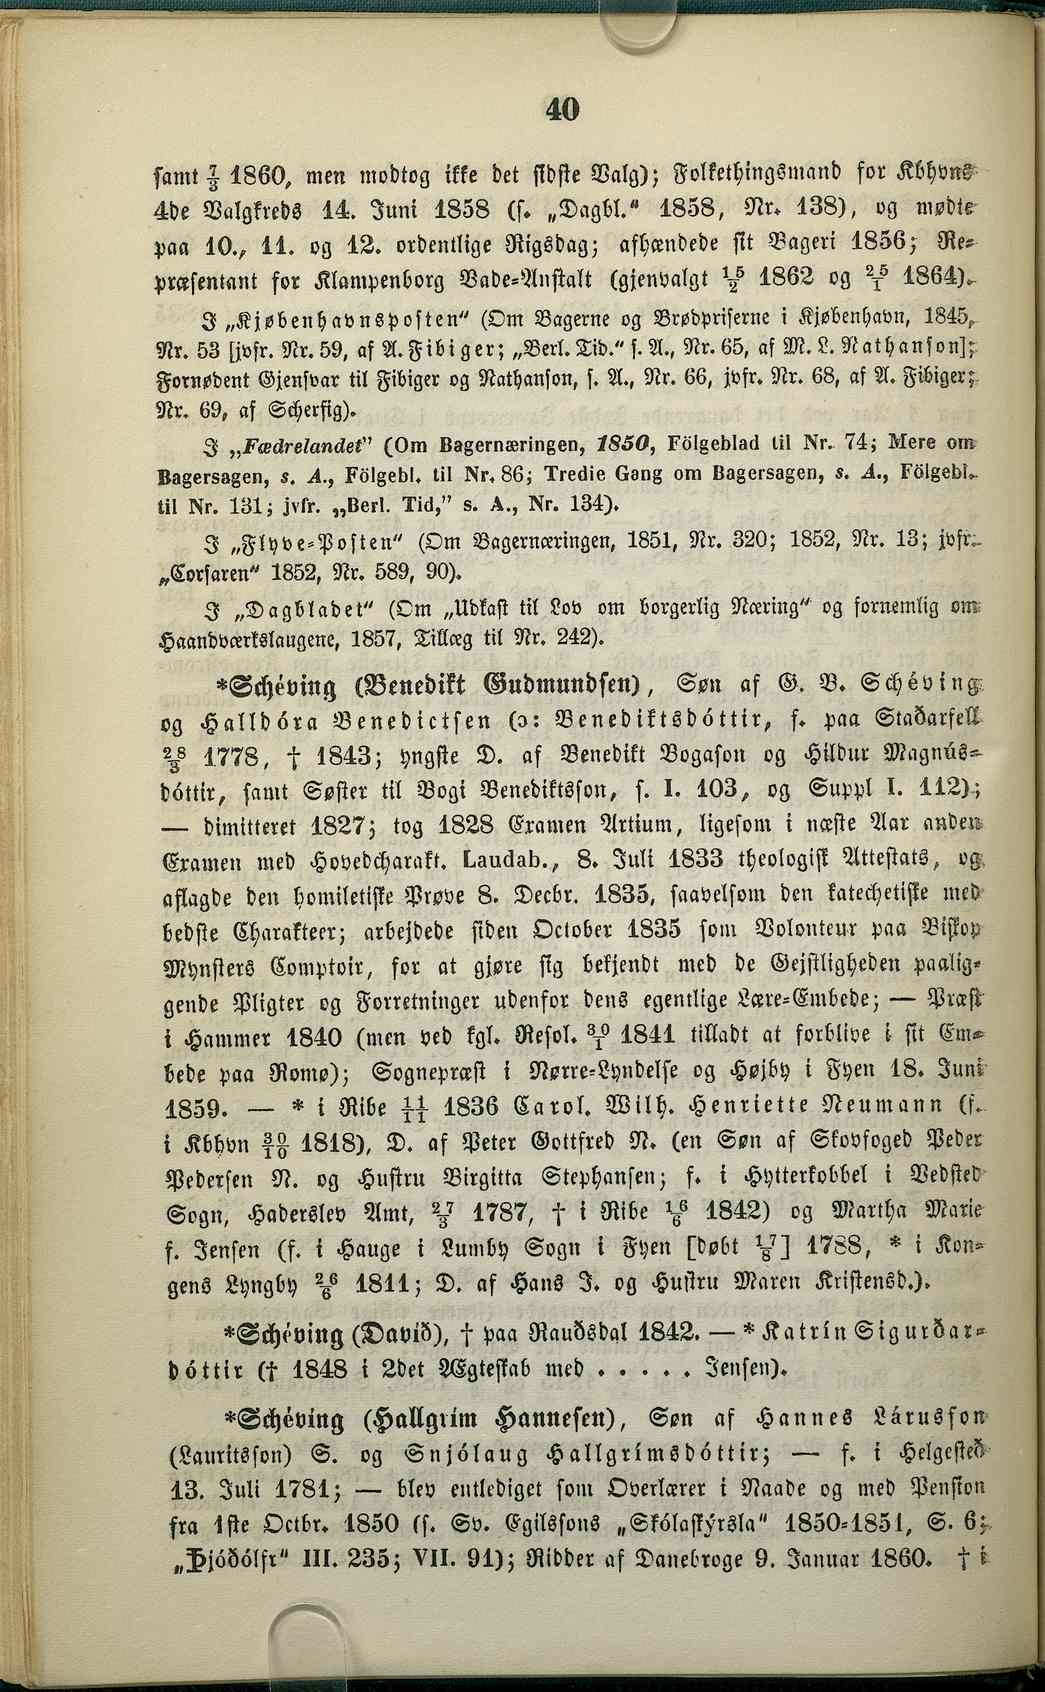 40
samt 7/3 1860, men modtog ikke det sidste Valg); Folkethingsmand for Kbhvns
4de Valgkreds 14. Juni 1858 (s. „Dagbl.“ 1858, Nr. 138), og mødte
paa 10., 11. og 12. ordentlige Rigsdag; afhændede sit Bageri 1856; Re-
præsentant for Klampenborg Bade-Anstalt (gjenvalgt 15/2 1862 og 25/1 1864).
I „Kjøbenhavnsposten“ (Om Bagerne og Brødpriserne i Kjøbenhavn, 1845,
Nr. 53 [jvfr. Nr. 59, af A. Fibiger; „Berl. Tid.“ s. A., Nr. 65, af M. L. Nathanson];
Fornødent Gjensvar til Fibiger og Nathanson, s. A., Nr. 66, jvfr. Nr. 68, af A. Fibiger;
Nr. 69, af Scherfig).
I „Fædrelandet” (Om Bagernæringen, 1850, Fölgeblad til Nr. 74; Mere om
Bagersagen, s. A., Fölgebl. til Nr. 86; Tredie Gang om Bagersagen, s. A., Fölgebl.
til Nr. 131; jvfr. „Berl. Tid,” s. A., Nr. 134).
I „Flyve-Posten“ (Om Bagernæringen, 1851, Nr. 320; 1852, Nr. 13; jvfr.
„Corsaren“ 1852, Nr. 589, 90).
I „Dagbladet“ (Om „Udkast til Lov om borgerlig Næring“ og fornemlig om
Haandværkslaugene, 1857, Tillæg til Nr. 242).
*Schéving (Benedikt Gudmundsen), Søn af G. B. Schéving
og Halldóra Benedictsen (ɔ: Benediktsdóttir, f. paa Staðarfell
28/3 1778, † 1843; yngste D. af Benedikt Bogason og Hildur Magnús-
dóttir, samt Søster til Bogi Benediktsson, s. I. 103, og Suppl I. 112);
— dimitteret 1827; tog 1828 Examen Artium, ligesom i næste Aar anden
Examen med Hovedcharakt. Laudab., 8. Juli 1833 theologisk Attestats, og
aflagde den homiletiske Prøve 8. Decbr. 1835, saavelsom den katechetiske med
bedste Charakteer; arbejdede siden October 1835 som Volonteur paa Biskop
Mynsters Comptoir, for at gjøre sig bekjendt med de Gejstligheden paalig-
gende Pligter og Forretninger udenfor dens egentlige Lære-Embede; — Præst
i Hammer 1840 (men ved kgl. Resol. 30/1 1841 tilladt at forblive i sit Em-
bede paa Romø); Sognepræst i Nørre-Lyndelse og Højby i Fyen 18. Juni
1859. — * i Ribe 11/11 1836 Carol. Wilh. Henriette Neumann (f.
i Kbhvn 30/10 1818), D. af Peter Gottfred N. (en Søn af Skovfoged Peder
Pedersen N. og Hustru Birgitta Stephansen; f. i Hytterkobbel i Vedsted
Sogn, Haderslev Amt, 27/3 1787, † i Ribe 16/6 1842) og Martha Marie
f. Jensen (f. i Hauge i Lumby Sogn i Fyen [døbt 17/8] 1788, * i Kon-
gens Lyngby 26/6 1811; D. af Hans J. og Hustru Maren Kristensd.).
*Schéving (David), † paa Rauðsdal 1842. — * Katrín Sigurðar-
dóttir († 1848 i 2det Ægteskab med . . . . . Jensen).
*Schéving (Hallgrim Hannesen), Søn af Hannes Lárusson
(Lauritsson) S. og Snjólaug Hallgrímsdóttir; — f. i Helgesteð
13. Juli 1781; — blev entlediget som Overlærer i Naade og med Pension
fra 1ste Octbr. 1850 (s. Sv. Egilssons „Skólaskýrsla“ 1850-1851, S. 6;
„Þjóðólfr“ III. 235; VII. 91); Ridder af Danebroge 9. Januar 1860. † i